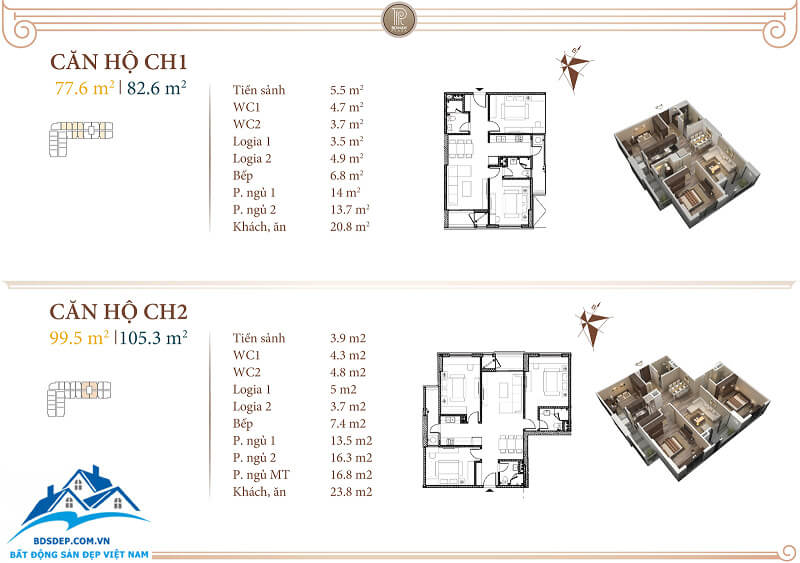 CĂN HỘ CH1
77.6 m² | 82.6 m²
Tiền sảnh 5.5 m²
WC1 4.7 m²
WC2 3.7 m²
Logia 1 3.5 m²
Logia 2 4.9 m²
Bếp 6.8 m²
P. ngủ 1 14 m²
P. ngủ 2 13.7 m²
Khách, ăn 20.8 m²
CĂN HỘ CH2
99.5 m² |105.3 m²
Tiền sảnh 3.9 m2
WC1 4.3 m2
WC2 4.8 m2
Logia 1 5 m2
Logia 2 3.7 m2
Bếp 7.4 m2
P. ngủ 1 13.5 m2
P. ngủ 2 16.3 m2
P. ngủ MT 16.8 m2
Khách, ăn 23.8 m2
BDSDEP.COM.VN
BẤT ĐỘNG SẢN ĐẸP VIỆT NAM